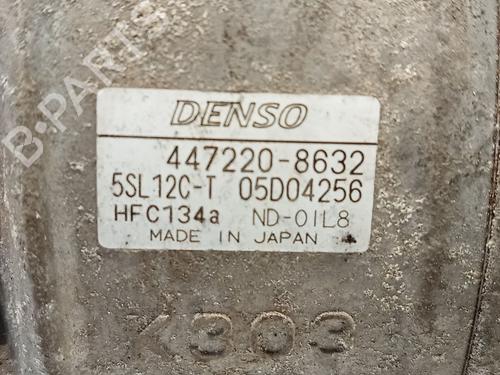 B-PARTS
DENSO
447220-8632
5SL12C-T 05D04256
HFC134a ND-OIL8
MADE IN JAPAN
K303